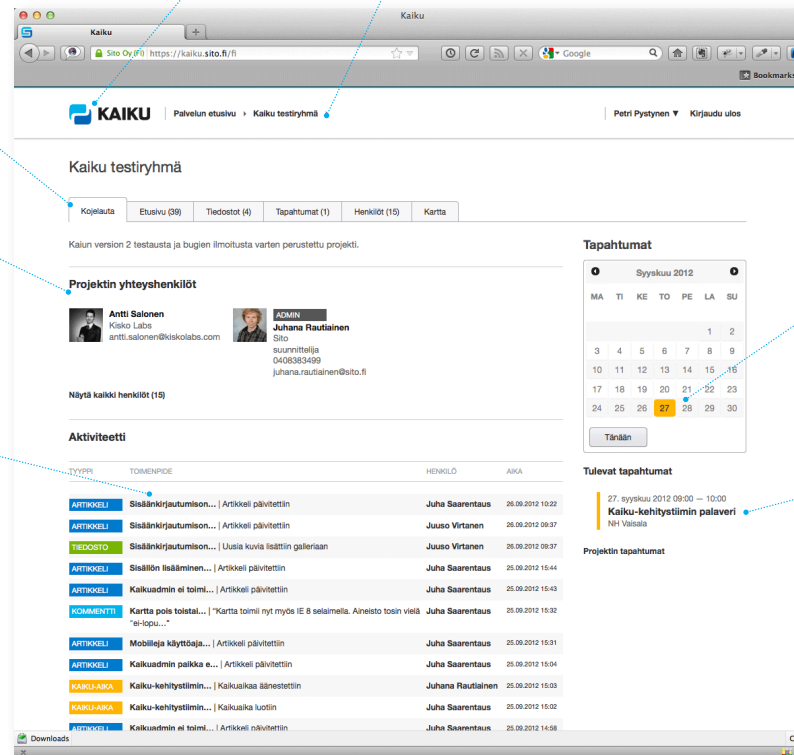 Kaiku
Kaiku
Sito Oy (FI) https://kaiku.sito.fi/fi
Google
Bookmarks
KAIKU
Palvelun etusivu › Kaiku testiryhmä
Petri Pystynen ▼ Kirjaudu ulos
Kaiku testiryhmä
Kojelauta Etusivu (39) Tiedostot (4) Tapahtumat (1) Henkilöt (15) Kartta
Kaiun version 2 testausta ja bugien ilmoitusta varten perustettu projekti.
Projektin yhteyshenkilöt
Antti Salonen
Kisko Labs
antti.salonen@kiskolabs.com
ADMIN
Juhana Rautiainen
Sito
suunnittelija
0408383499
juhana.rautiainen@sito.fi
Näytä kaikki henkilöt (15)
Aktiviteetti
TYYPPI TOIMENPIDE HENKILÖ AIKA
ARTIKKELI Sisäänkirjautumison... | Artikkeli päivitettiin Juha Saarentaus 26.09.2012 10:22
ARTIKKELI Sisäänkirjautumison... | Artikkeli päivitettiin Juuso Virtanen 26.09.2012 09:37
TIEDOSTO Sisäänkirjautumison... | Uusia kuvia lisättiin galleriaan Juuso Virtanen 26.09.2012 09:37
ARTIKKELI Sisällön lisääminen... | Artikkeli päivitettiin Juha Saarentaus 25.09.2012 15:44
ARTIKKELI Kaikuadmin ei toimi... | Artikkeli päivitettiin Juha Saarentaus 25.09.2012 15:43
KOMMENTTI Kartta pois toistai... | "Kartta toimii nyt myös IE 8 selaimella. Aineisto tosin vielä Juha Saarentaus 25.09.2012 15:32
"ei-lopu..."
ARTIKKELI Mobiileja käyttöaja... | Artikkeli päivitettiin Juha Saarentaus 25.09.2012 15:31
ARTIKKELI Kaikuadmin paikka e... | Artikkeli päivitettiin Juha Saarentaus 25.09.2012 15:04
KAIKU-AIKA Kaiku-kehitystiimin... | Kaikuaikaa äänestettiin Juhana Rautiainen 25.09.2012 15:03
KAIKU-AIKA Kaiku-kehitystiimin... | Kaikuaika luotiin Juha Saarentaus 25.09.2012 15:02
ARTIKKELI Kaikuadmin ei toimi... | Artikkeli päivitettiin Juha Saarentaus 25.09.2012 14:58
Tapahtumat
Syyskuu 2012
MA TI KE TO PE LA SU
1 2
3 4 5 6 7 8 9
10 11 12 13 14 15 16
17 18 19 20 21 22 23
24 25 26 27 28 29 30
Tänään
Tulevat tapahtumat
27. syyskuu 2012 09:00 — 10:00
Kaiku-kehitystiimin palaveri
NH Vaisala
Projektin tapahtumat
Downloads